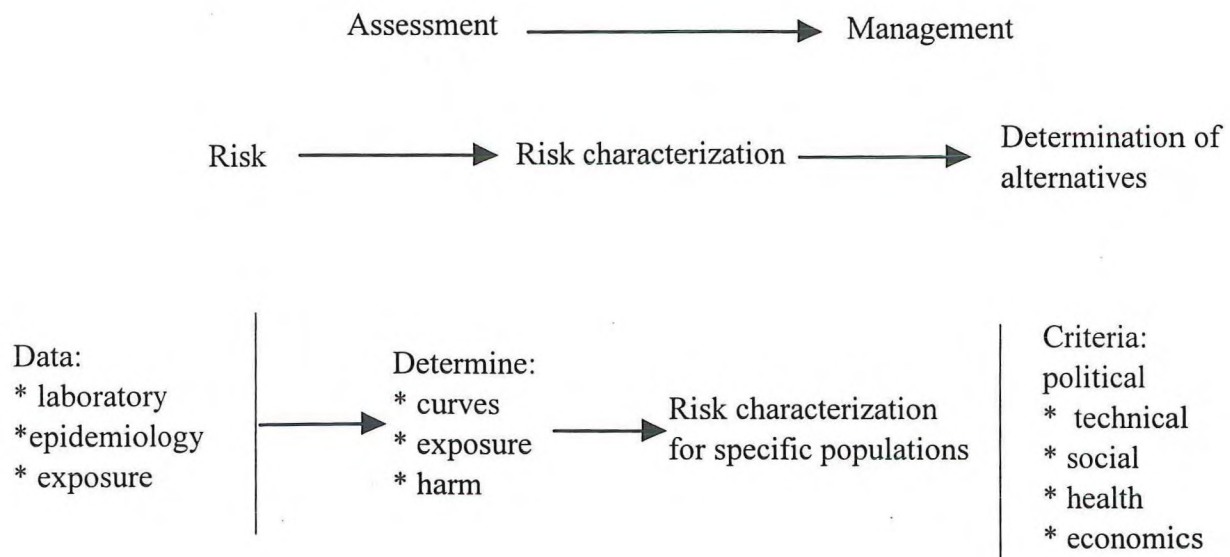 Assessment
Management
Risk
Risk characterization
Determination of
alternatives
Data:
* laboratory
*epidemiology
* exposure
Determine:
* curves
* exposure
* harm
Risk characterization
for specific populations
Criteria:
political
* technical
* social
* health
* economics